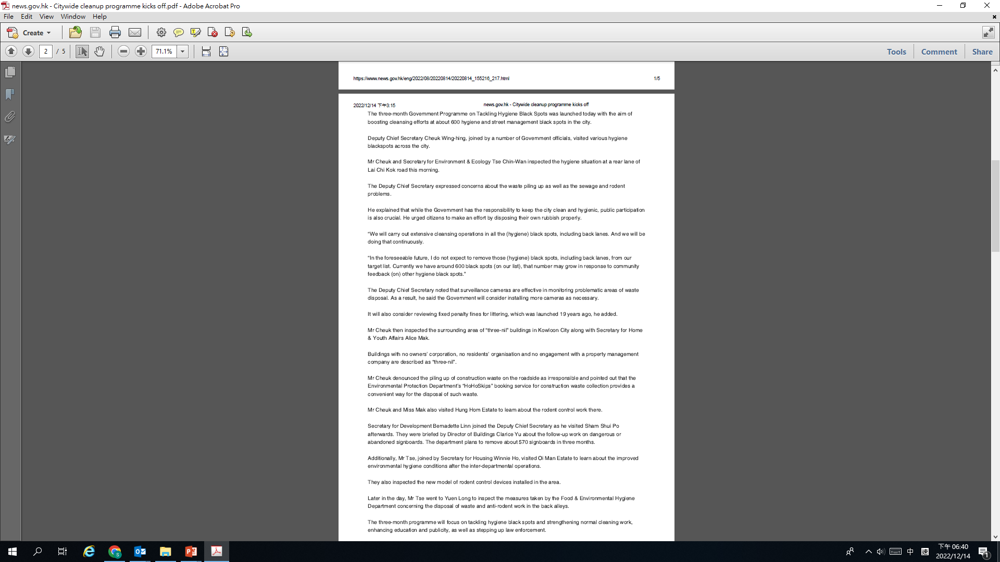 news.gov.hk - Citywide cleanup programme kicks off.pdf - Adobe Acrobat Pro
File Edit View Window Help
Create
2 / 5
71.1%
Tools Comment Share
https://www.news.gov.hk/eng/2022/08/20220814/20220814_155216_217.html 1/5
2022/12/14 下午3:15 news.gov.hk - Citywide cleanup programme kicks off
The three-month Government Programme on Tackling Hygiene Black Spots was launched today with the aim of
boosting cleansing efforts at about 600 hygiene and street management black spots in the city.
Deputy Chief Secretary Cheuk Wing-hing, joined by a number of Government officials, visited various hygiene
blackspots across the city.
Mr Cheuk and Secretary for Environment & Ecology Tse Chin-Wan inspected the hygiene situation at a rear lane of
Lai Chi Kok road this morning.
The Deputy Chief Secretary expressed concerns about the waste piling up as well as the sewage and rodent
problems.
He explained that while the Government has the responsibility to keep the city clean and hygienic, public participation
is also crucial. He urged citizens to make an effort by disposing their own rubbish properly.
“We will carry out extensive cleansing operations in all the (hygiene) black spots, including back lanes. And we will be
doing that continuously.
“In the foreseeable future, I do not expect to remove those (hygiene) black spots, including back lanes, from our
target list. Currently we have around 600 black spots (on our list), that number may grow in response to community
feedback (on) other hygiene black spots.”
The Deputy Chief Secretary noted that surveillance cameras are effective in monitoring problematic areas of waste
disposal. As a result, he said the Government will consider installing more cameras as necessary.
It will also consider reviewing fixed penalty fines for littering, which was launched 19 years ago, he added.
Mr Cheuk then inspected the surrounding area of “three-nil” buildings in Kowloon City along with Secretary for Home
& Youth Affairs Alice Mak.
Buildings with no owners’ corporation, no residents’ organisation and no engagement with a property management
company are described as “three-nil”.
Mr Cheuk denounced the piling up of construction waste on the roadside as irresponsible and pointed out that the
Environmental Protection Department’s “HoHoSkips” booking service for construction waste collection provides a
convenient way for the disposal of such waste.
Mr Cheuk and Miss Mak also visited Hung Hom Estate to learn about the rodent control work there.
Secretary for Development Bernadette Linn joined the Deputy Chief Secretary as he visited Sham Shui Po
afterwards. They were briefed by Director of Buildings Clarice Yu about the follow-up work on dangerous or
abandoned signboards. The department plans to remove about 570 signboards in three months.
Additionally, Mr Tse, joined by Secretary for Housing Winnie Ho, visited Oi Man Estate to learn about the improved
environmental hygiene conditions after the inter-departmental operations.
They also inspected the new model of rodent control devices installed in the area.
Later in the day, Mr Tse went to Yuen Long to inspect the measures taken by the Food & Environmental Hygiene
Department concerning the disposal of waste and anti-rodent work in the back alleys.
The three-month programme will focus on tackling hygiene black spots and strengthening normal cleaning work,
enhancing education and publicity, as well as stepping up law enforcement.
中 速 下午 06:40
2022/12/14
1